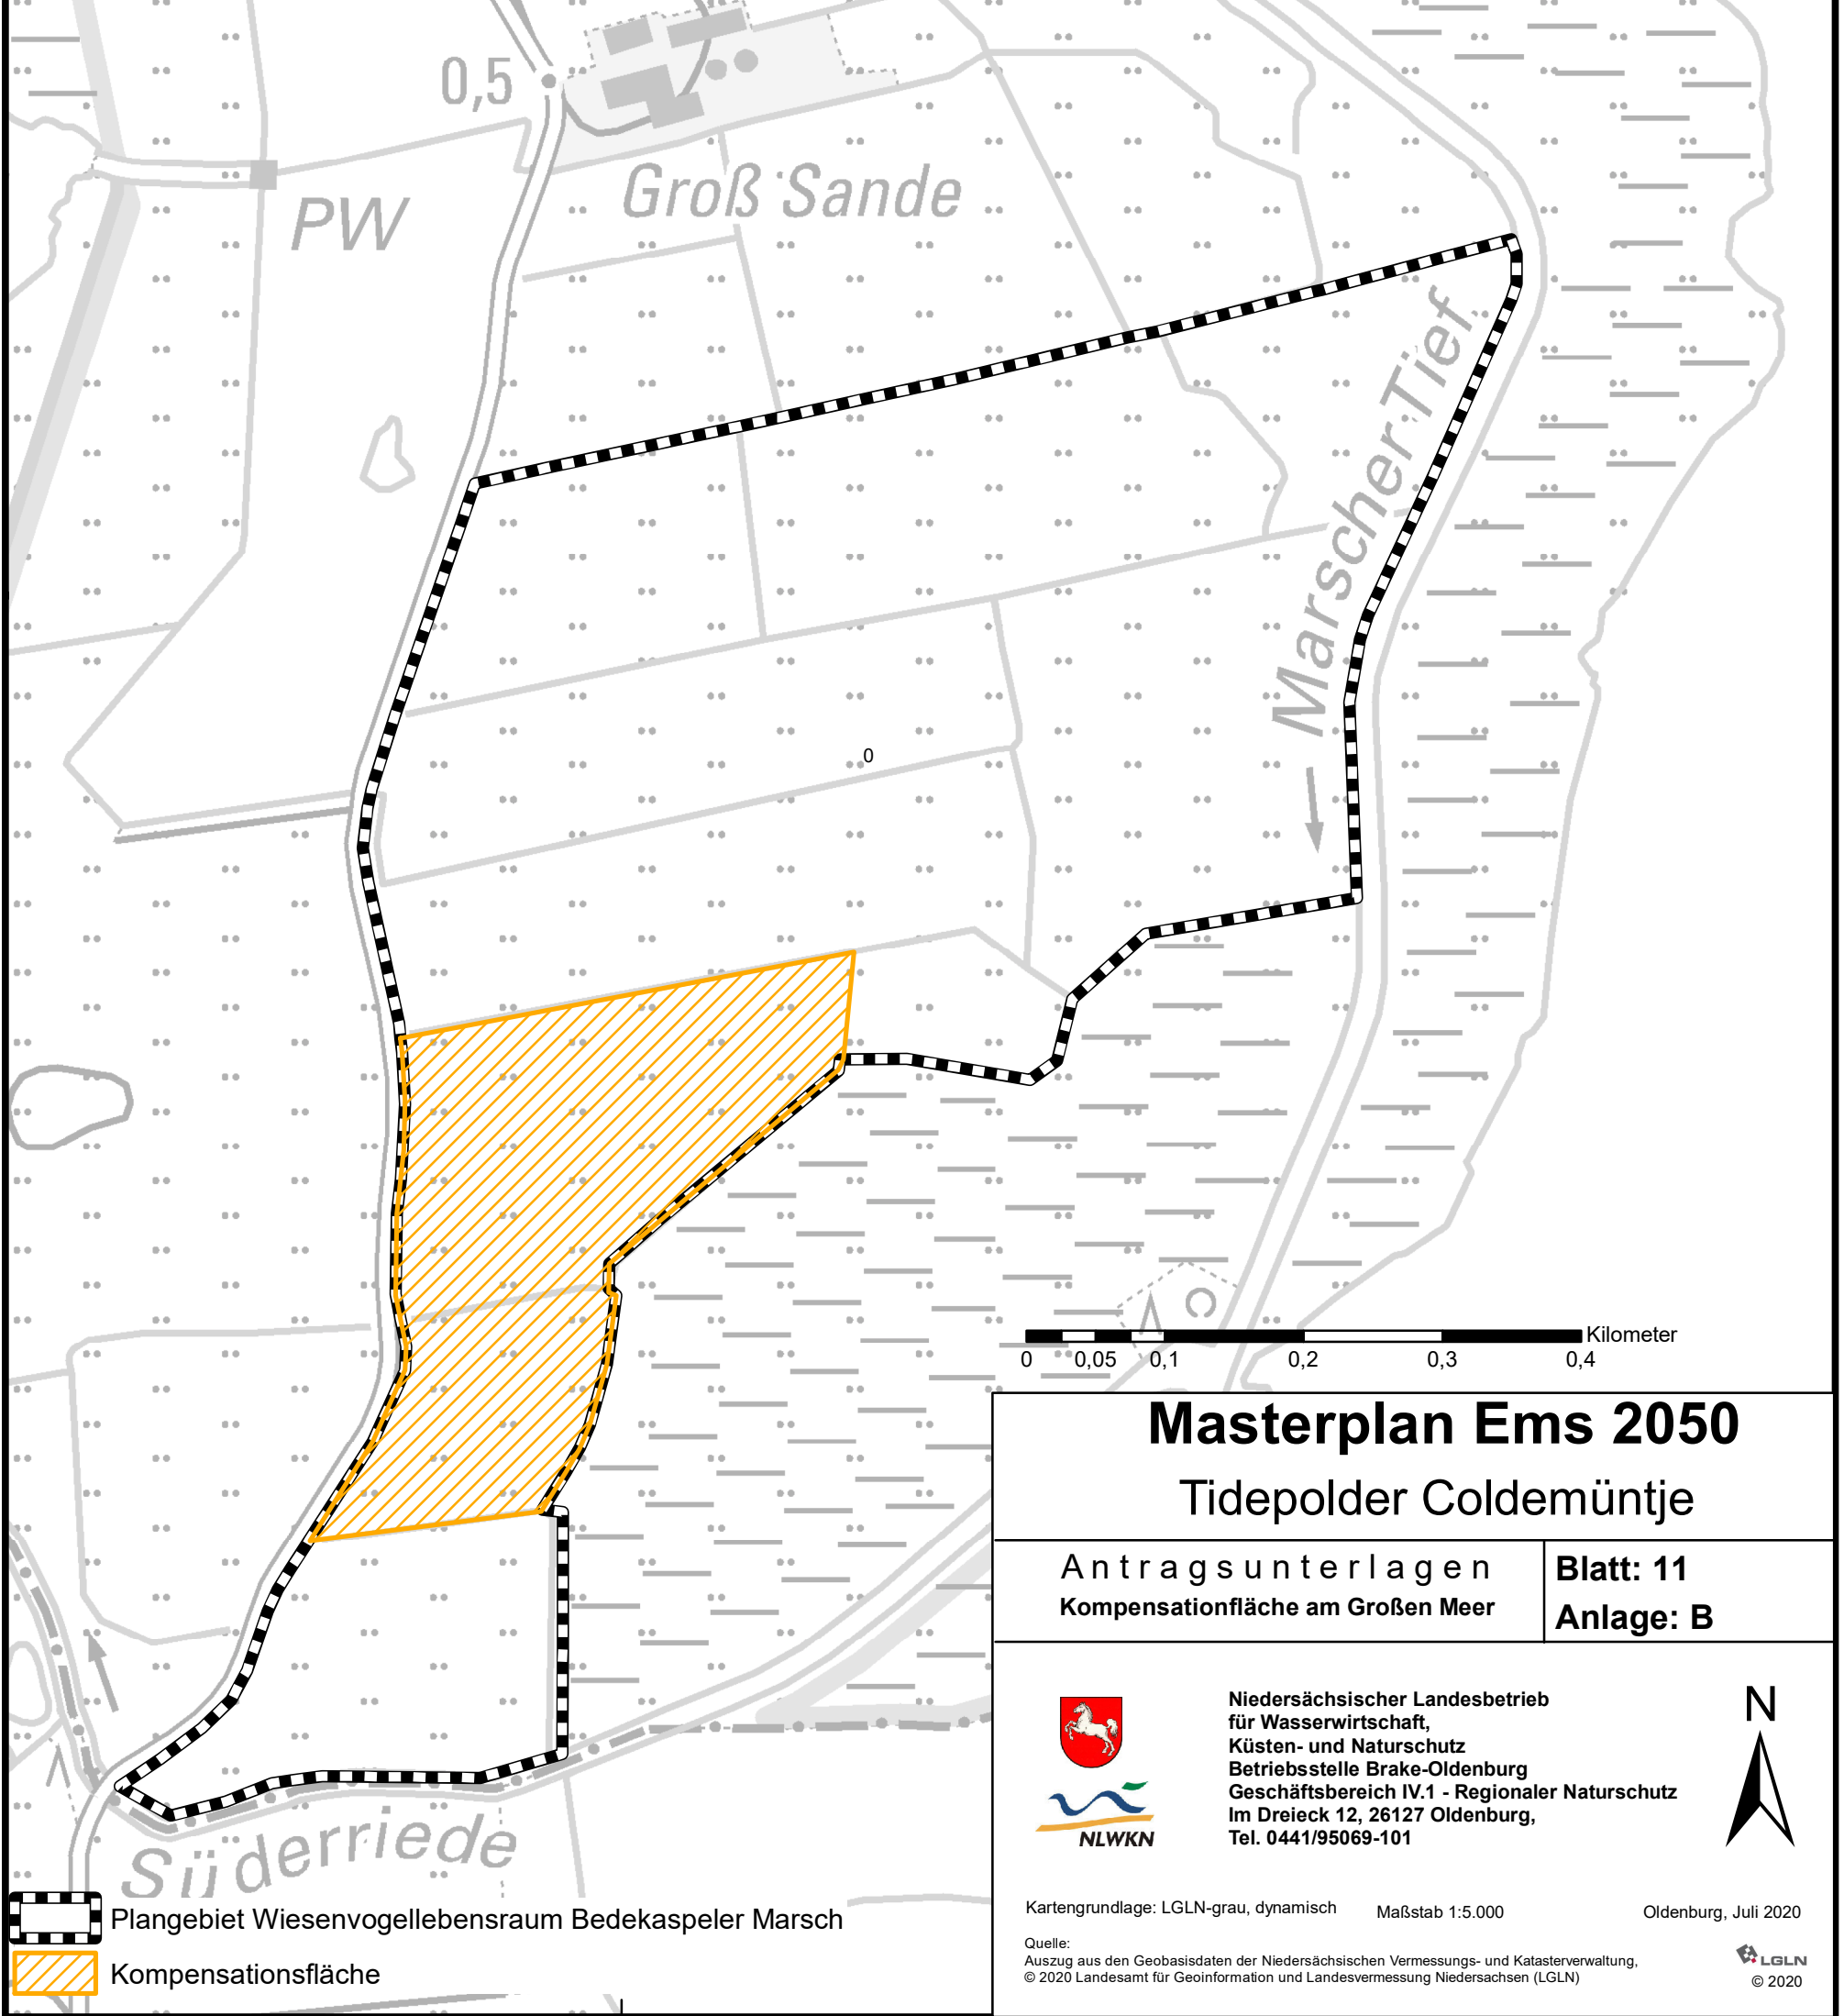 0,5
Groß Sande
PW
Marscher Tief
0
Kilometer
0 0,05 0,1 0,2 0,3 0,4
Masterplan Ems 2050
Tidepolder Coldemüntje
Antragsunterlagen
Kompensationfläche am Großen Meer
Blatt: 11
Anlage: B
Niedersächsischer Landesbetrieb
für Wasserwirtschaft,
Küsten- und Naturschutz
Betriebsstelle Brake-Oldenburg
Geschäftsbereich IV.1 - Regionaler Naturschutz
Im Dreieck 12, 26127 Oldenburg,
Tel. 0441/95069-101
N
NLWKN
Süderriede
Plangebiet Wiesenvogellebensraum Bedekaspeler Marsch
Kompensationsfläche
Kartengrundlage: LGLN-grau, dynamisch Maßstab 1:5.000 Oldenburg, Juli 2020
Quelle:
Auszug aus den Geobasisdaten der Niedersächsischen Vermessungs- und Katasterverwaltung,
© 2020 Landesamt für Geoinformation und Landesvermessung Niedersachsen (LGLN)
LGLN
© 2020